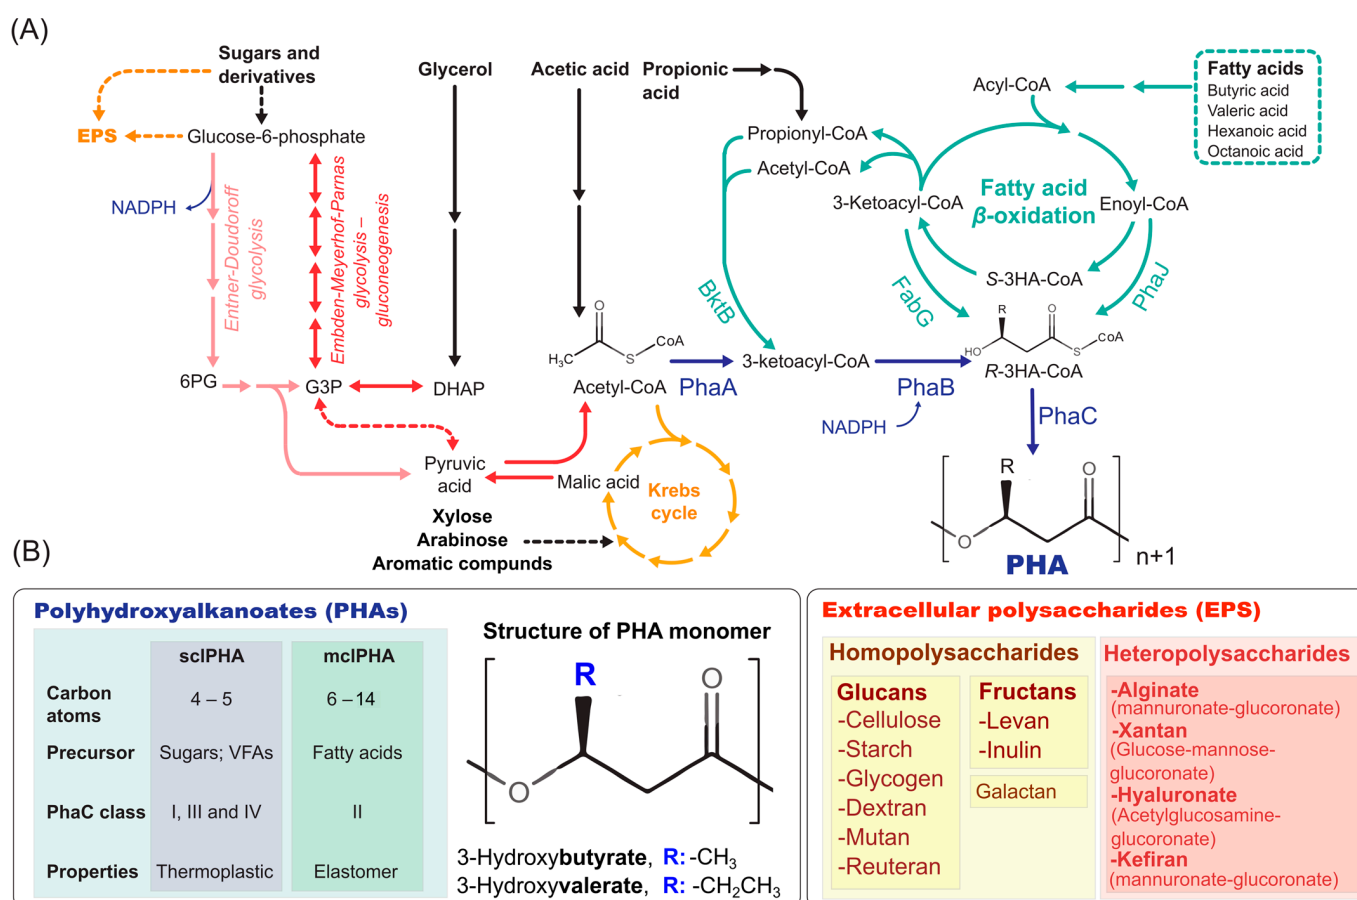 (A)
Sugars and
derivatives
Glycerol
Acetic acid
Propionic
acid
Acyl-CoA
Fatty acids
Butyric acid
Valeric acid
Hexanoic acid
Octanoic acid
EPS
Glucose-6-phosphate
Propionyl-CoA
Acetyl-CoA
3-Ketoacyl-CoA
Fatty acid
β-oxidation
Enoyl-CoA
NADPH
Entner-Doudoroff
glycolysis
Embden-Meyerhof-Parnas
glycolysis –
gluconeogenesis
BktB
FabG
S-3HA-CoA
PhaJ
O
H₃C
S
CoA
R
O
HO
S
CoA
6PG
G3P
DHAP
Acetyl-CoA
PhaA
3-ketoacyl-CoA
PhaB
R-3HA-CoA
NADPH
PhaC
Pyruvic
acid
Malic acid
Krebs
cycle
Xylose
Arabinose
Aromatic compunds
R
O
O
n+1
PHA
(B)
Polyhydroxyalkanoates (PHAs)
sclPHA
mclPHA
Carbon
atoms
4 – 5
6 – 14
Precursor
Sugars; VFAs
Fatty acids
PhaC class
I, III and IV
II
Properties
Thermoplastic
Elastomer
Structure of PHA monomer
R
O
O
3-Hydroxybutyrate, R: -CH₃
3-Hydroxyvalerate, R: -CH₂CH₃
Extracellular polysaccharides (EPS)
Homopolysaccharides
Glucans
-Cellulose
-Starch
-Glycogen
-Dextran
-Mutan
-Reuteran
Fructans
-Levan
-Inulin
Galactan
Heteropolysaccharides
-Alginate
(mannuronate-glucoronate)
-Xantan
(Glucose-mannose-
glucoronate)
-Hyaluronate
(Acetylglucosamine-
glucoronate)
-Kefiran
(mannuronate-glucoronate)